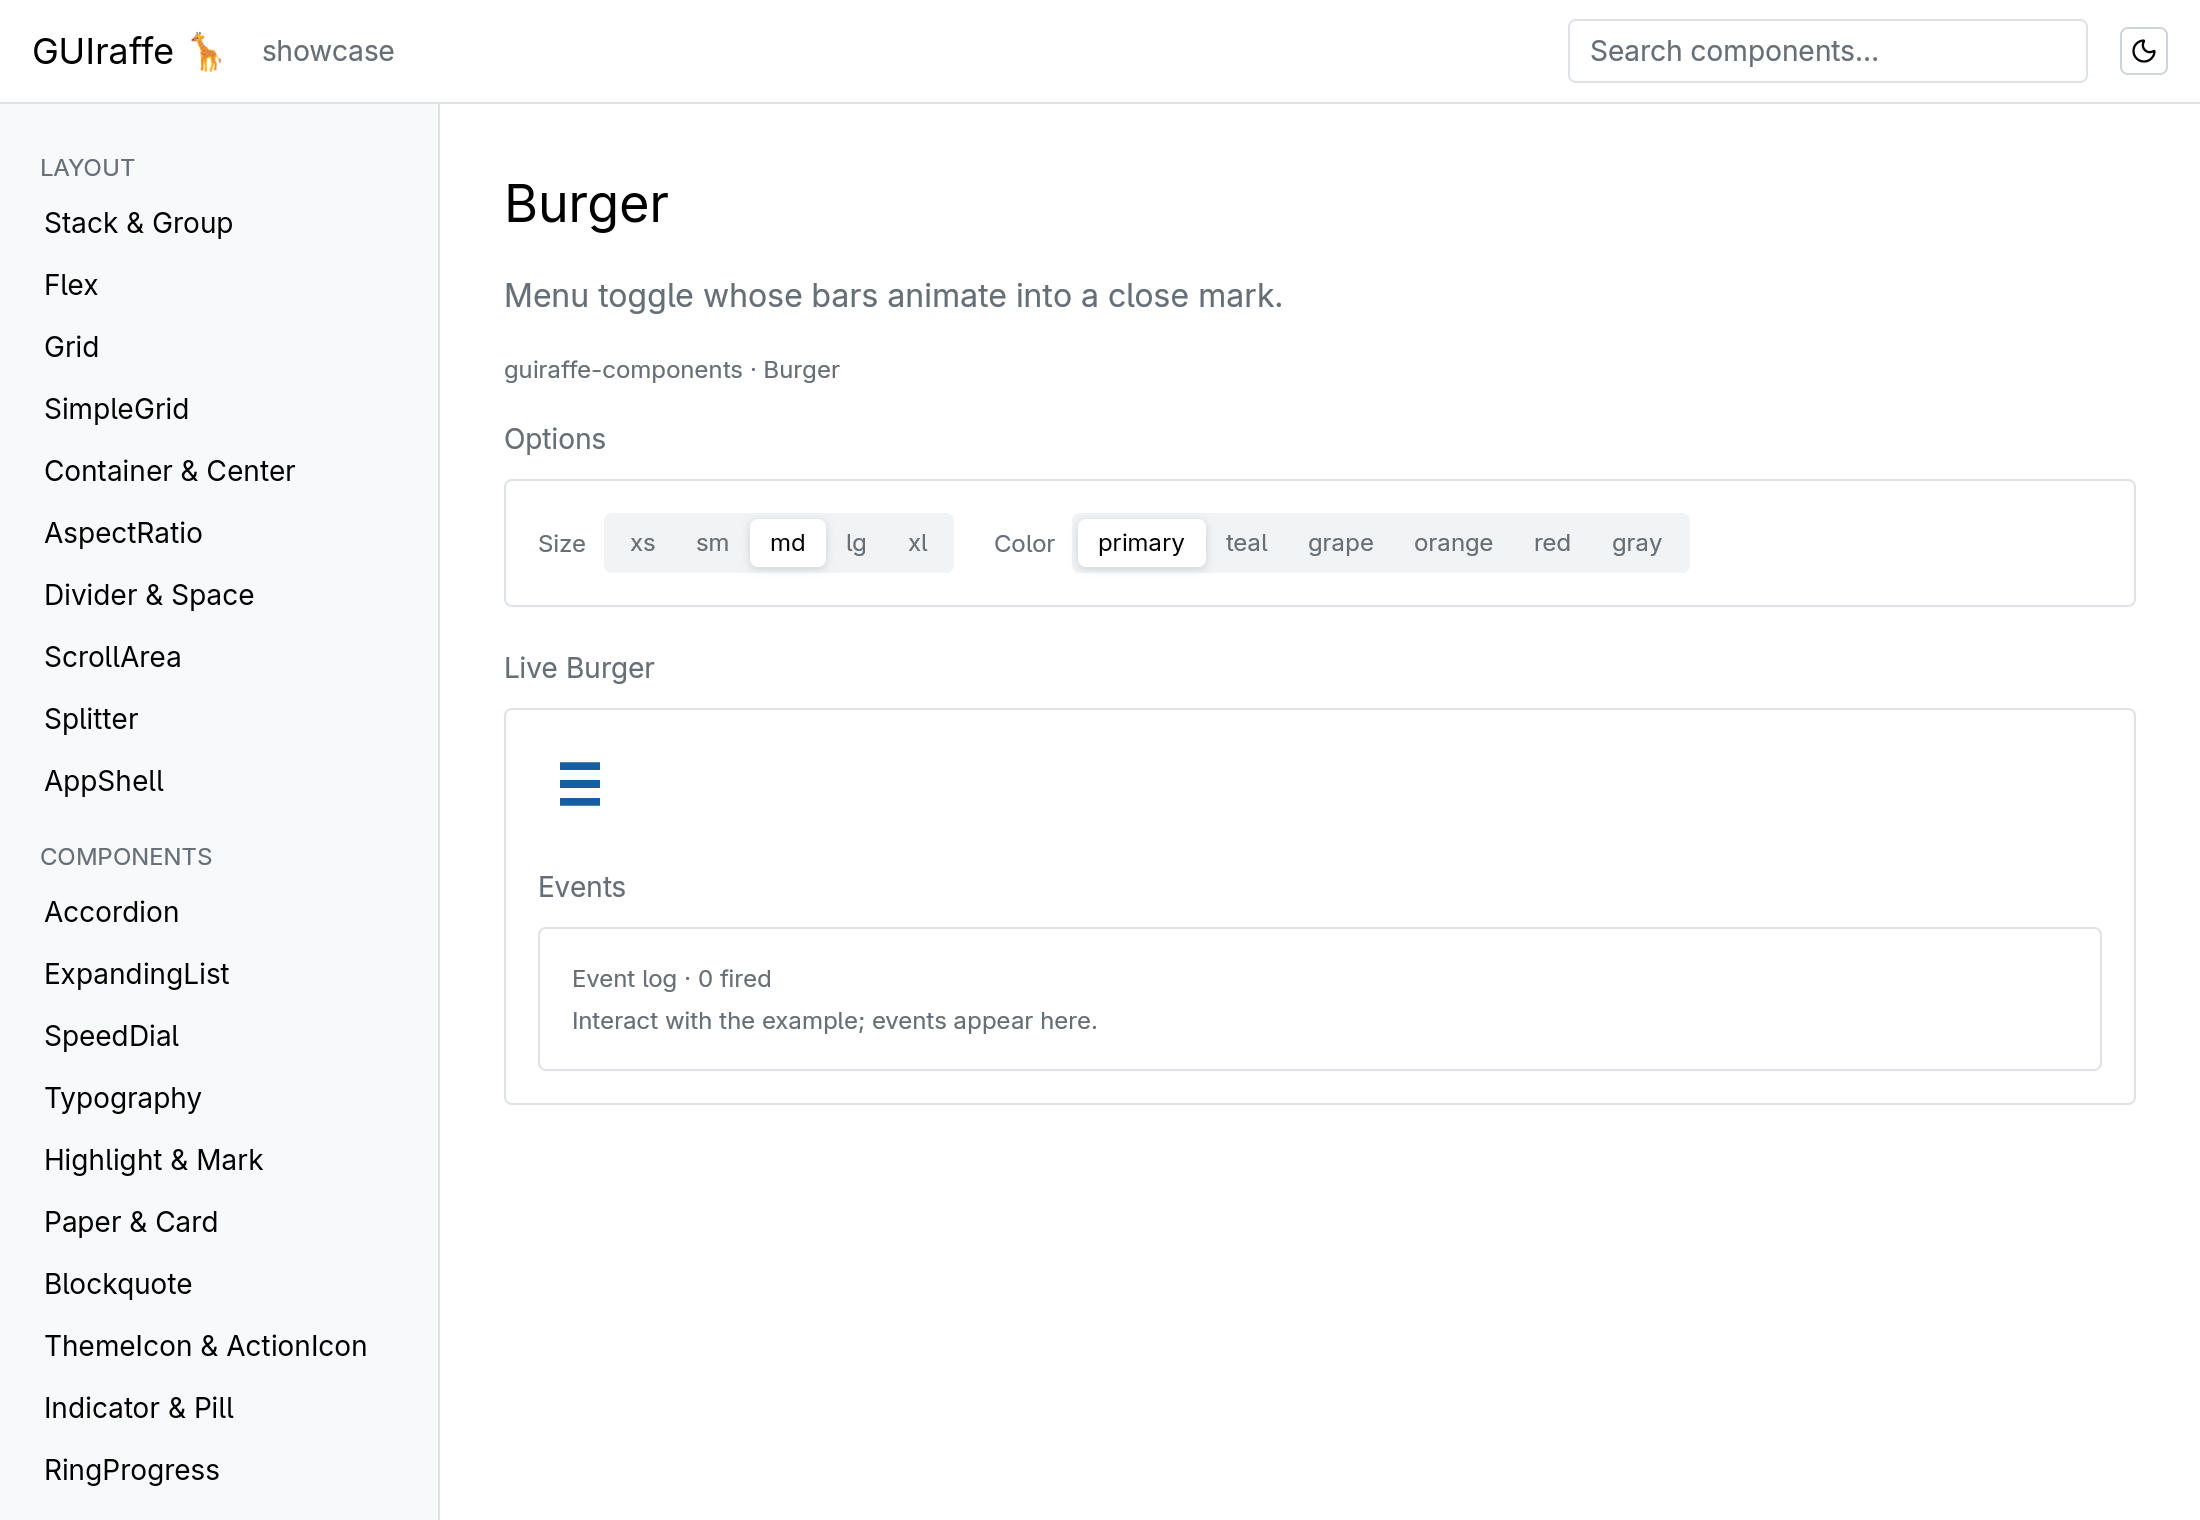 GUIraffe 🦒 showcase Search components...
LAYOUT
Stack & Group
Flex
Grid
SimpleGrid
Container & Center
AspectRatio
Divider & Space
ScrollArea
Splitter
AppShell
COMPONENTS
Accordion
ExpandingList
SpeedDial
Typography
Highlight & Mark
Paper & Card
Blockquote
ThemeIcon & ActionIcon
Indicator & Pill
RingProgress
Burger
Menu toggle whose bars animate into a close mark.
guiraffe-components · Burger
Options
Size xs sm md lg xl Color primary teal grape orange red gray
Live Burger
Events
Event log · 0 fired
Interact with the example; events appear here.